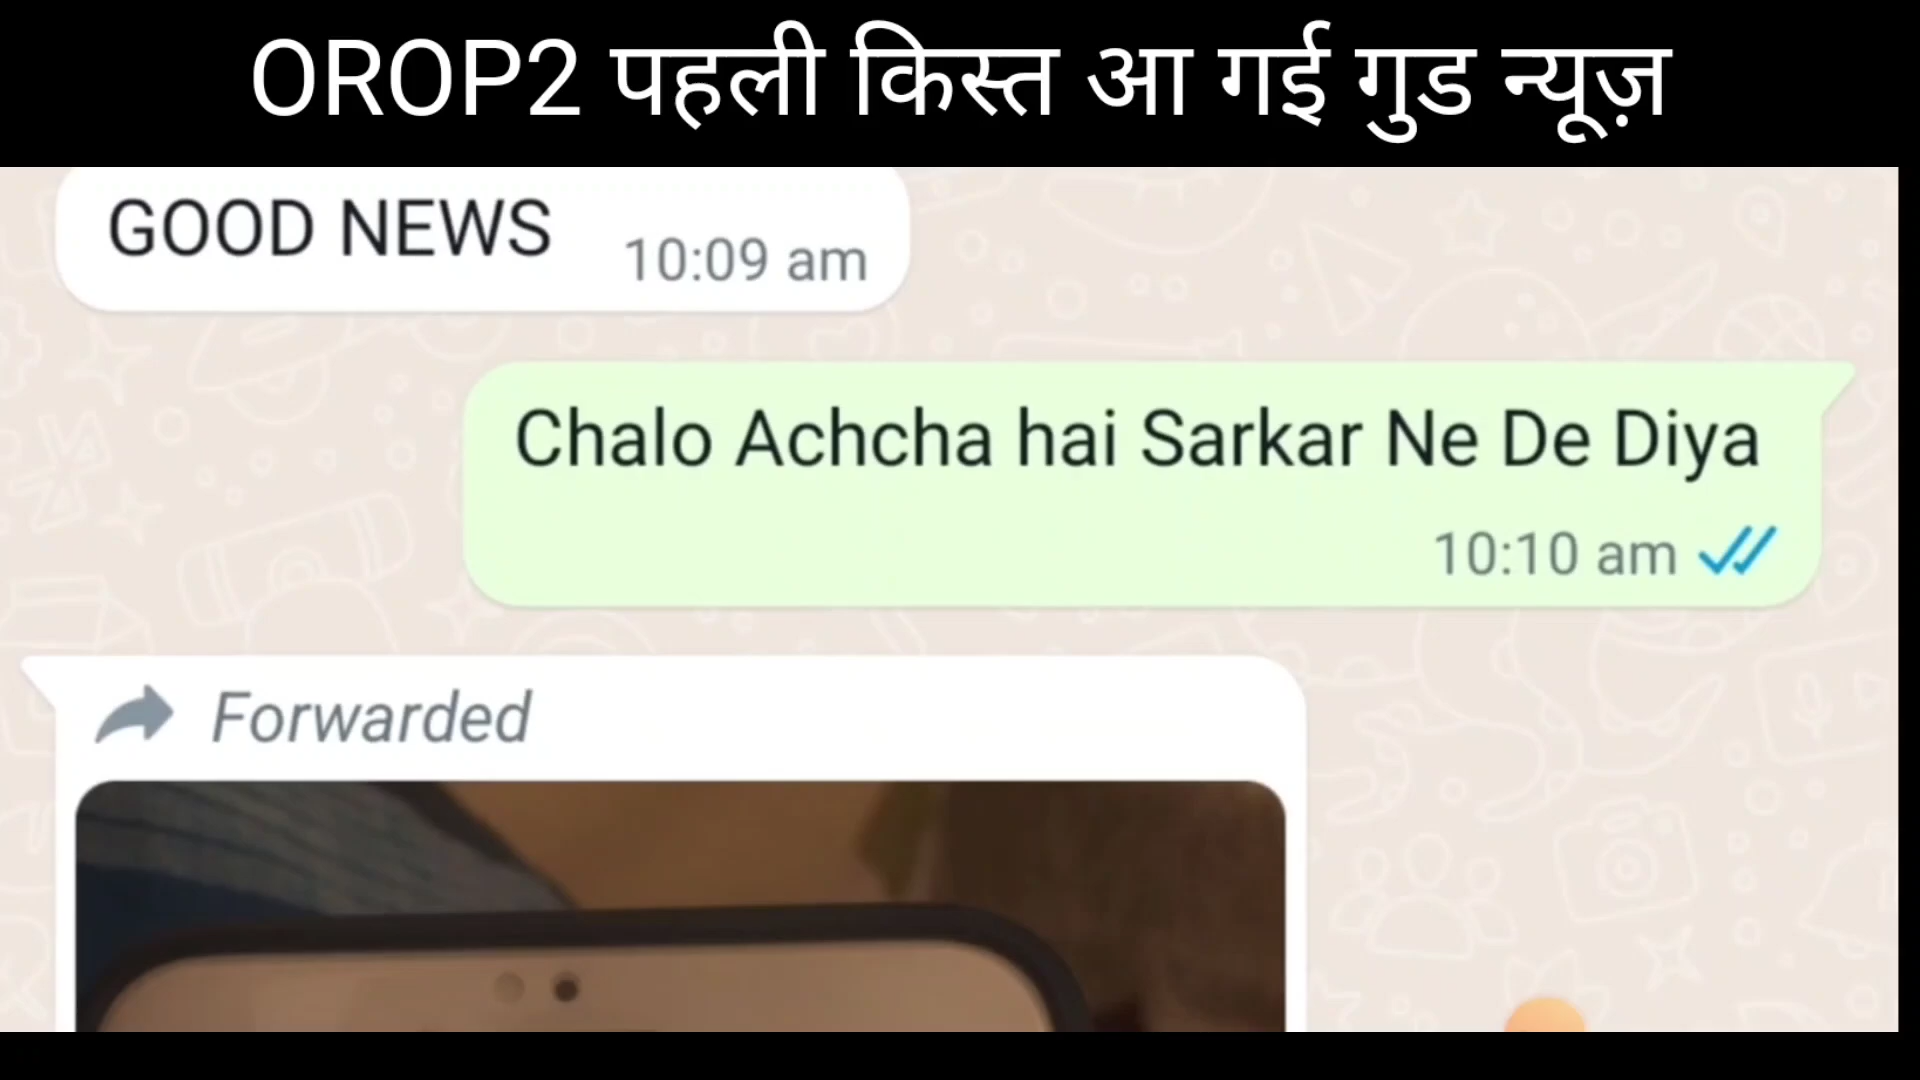 OROP2 पहली किस्त आ गई गुड न्यूज़
GOOD NEWS
10:09 am
Chalo Achcha hai Sarkar Ne De Diya
10:10 am
Forwarded